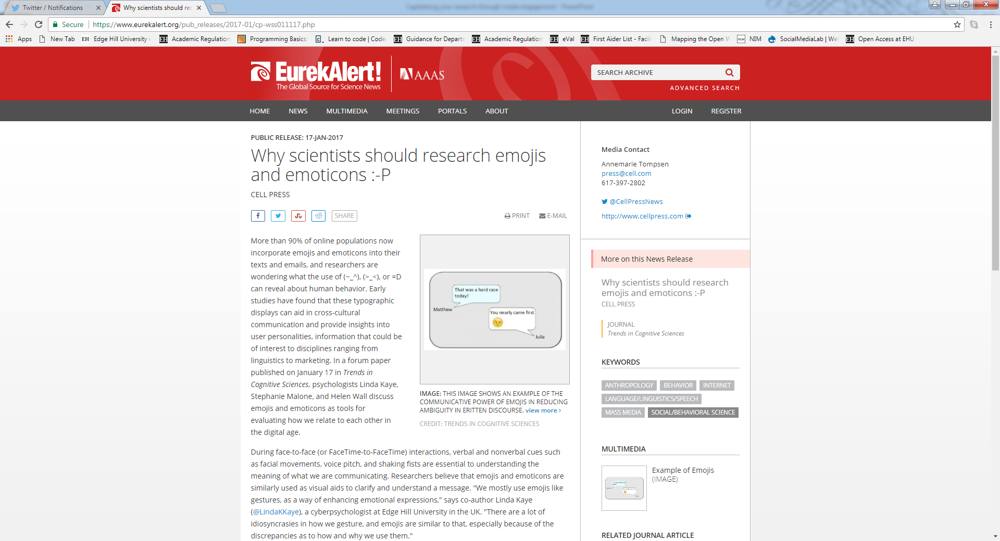 Twitter / Notifications
Why scientists should res
Secure
https://www.eurekalert.org/pub_releases/2017-01/cp-wss011117.php
Apps
New Tab
EH Edge Hill University
EH Academic Regulation
Programming Basics:
Learn to code | Code
EH Guidance for Departm
EH Academic Regulation
EH eVal
EH First Aider List - Facili
Mapping the Open W
NIM NIM
SocialMediaLab | We
EH Open Access at EHU
EurekAlert!
The Global Source for Science News
AAAS
SEARCH ARCHIVE
ADVANCED SEARCH
HOME
NEWS
MULTIMEDIA
MEETINGS
PORTALS
ABOUT
LOGIN
REGISTER
PUBLIC RELEASE: 17-JAN-2017
Why scientists should research emojis
and emoticons :-P
CELL PRESS
SHARE
PRINT
E-MAIL
More than 90% of online populations now
incorporate emojis and emoticons into their
texts and emails, and researchers are
wondering what the use of (~_^), (>_<), or =D
can reveal about human behavior. Early
studies have found that these typographic
displays can aid in cross-cultural
communication and provide insights into
user personalities, information that could be
of interest to disciplines ranging from
linguistics to marketing. In a forum paper
published on January 17 in Trends in
Cognitive Sciences, psychologists Linda Kaye,
Stephanie Malone, and Helen Wall discuss
emojis and emoticons as tools for
evaluating how we relate to each other in
the digital age.
That was a hard race
today!
Matthew
You nearly came first
Julia
IMAGE: THIS IMAGE SHOWS AN EXAMPLE OF THE
COMMUNICATIVE POWER OF EMOJIS IN REDUCING
AMBIGUITY IN ERITTEN DISCOURSE. view more ›
CREDIT: TRENDS IN COGNITIVE SCIENCES
During face-to-face (or FaceTime-to-FaceTime) interactions, verbal and nonverbal cues such
as facial movements, voice pitch, and shaking fists are essential to understanding the
meaning of what we are communicating. Researchers believe that emojis and emoticons are
similarly used as visual aids to clarify and understand a message. "We mostly use emojis like
gestures, as a way of enhancing emotional expressions," says co-author Linda Kaye
(@LindaKKaye), a cyberpsychologist at Edge Hill University in the UK. "There are a lot of
idiosyncrasies in how we gesture, and emojis are similar to that, especially because of the
discrepancies as to how and why we use them."
Media Contact
Annemarie Tompsen
press@cell.com
617-397-2802
@CellPressNews
http://www.cellpress.com
More on this News Release
Why scientists should research
emojis and emoticons :-P
CELL PRESS
JOURNAL
Trends in Cognitive Sciences
KEYWORDS
ANTHROPOLOGY
BEHAVIOR
INTERNET
LANGUAGE/LINGUISTICS/SPEECH
MASS MEDIA
SOCIAL/BEHAVIORAL SCIENCE
MULTIMEDIA
Example of Emojis
(IMAGE)
RELATED JOURNAL ARTICLE